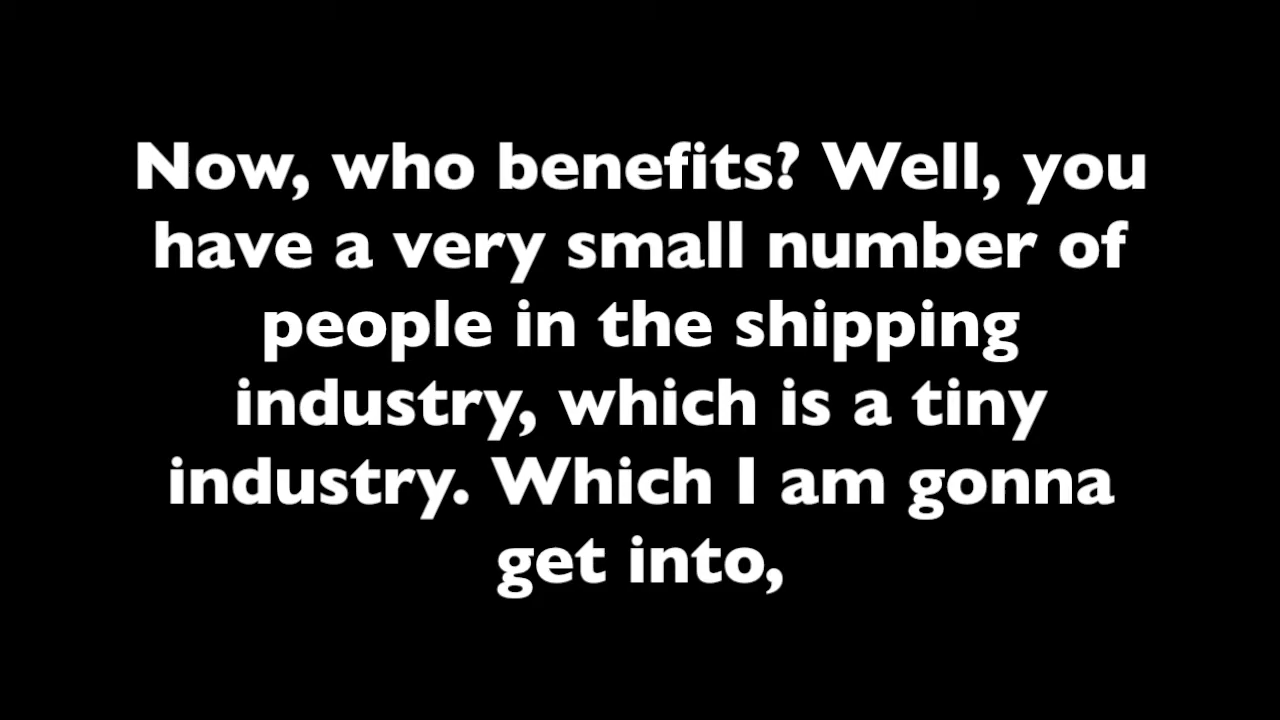 Now, who benefits? Well, you
have a very small number of
people in the shipping
industry, which is a tiny
industry. Which I am gonna
get into,